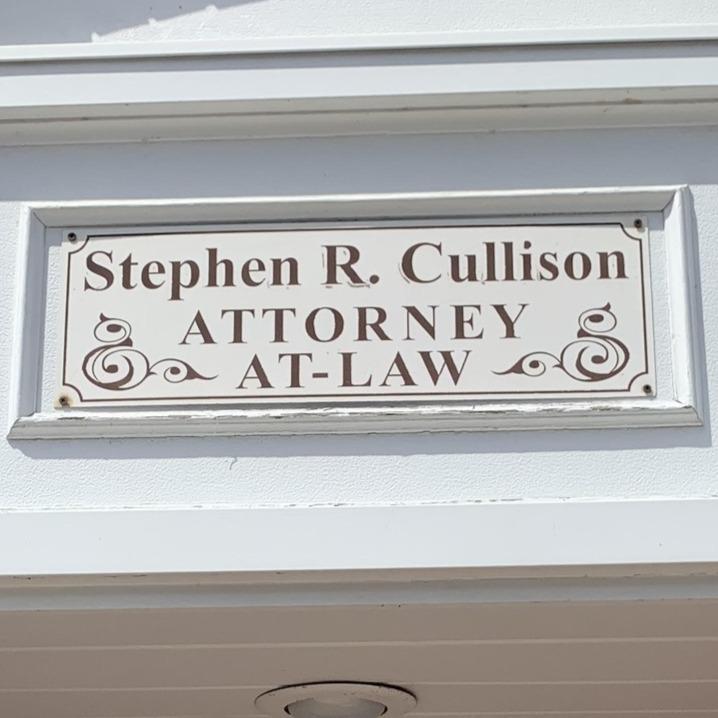 Stephen R. Cullison
ATTORNEY
AT-LAW